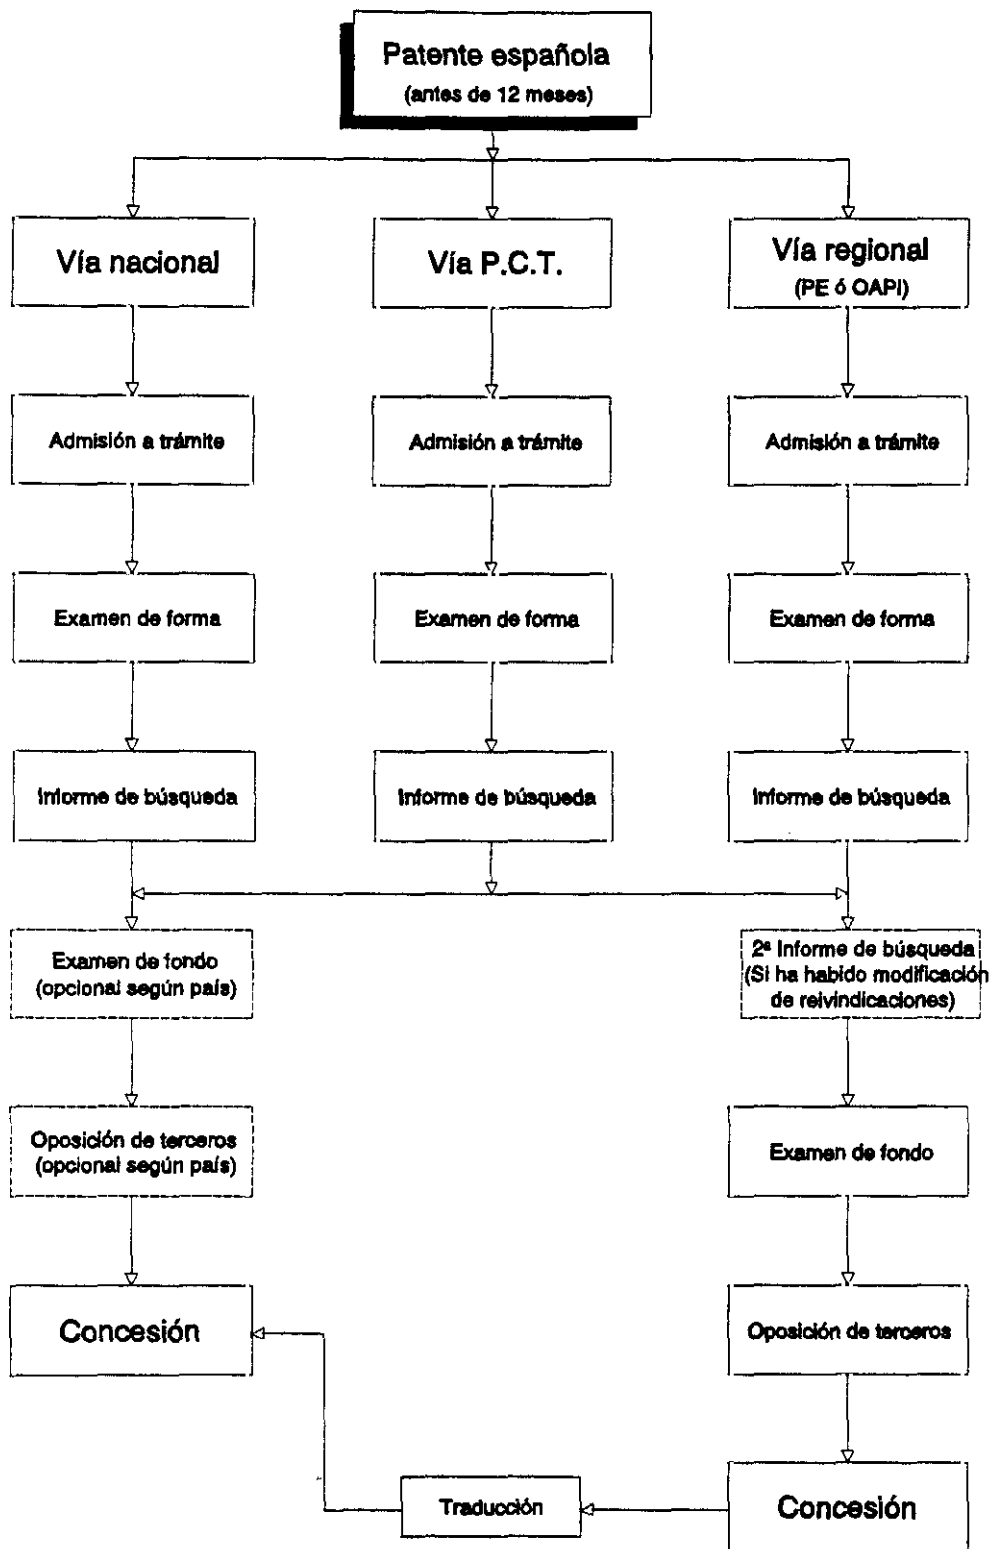 Patente española
(antes de 12 meses)
Vía nacional
Vía P.C.T.
Vía regional
(PE ó OAPI)
Admisión a trámite
Admisión a trámite
Admisión a trámite
Examen de forma
Examen de forma
Examen de forma
Informe de búsqueda
Informe de búsqueda
Informe de búsqueda
Examen de fondo
(opcional según país)
2º Informe de búsqueda
(Si ha habido modificación
de reivindicaciones)
Oposición de terceros
(opcional según país)
Examen de fondo
Concesión
Oposición de terceros
Traducción
Concesión